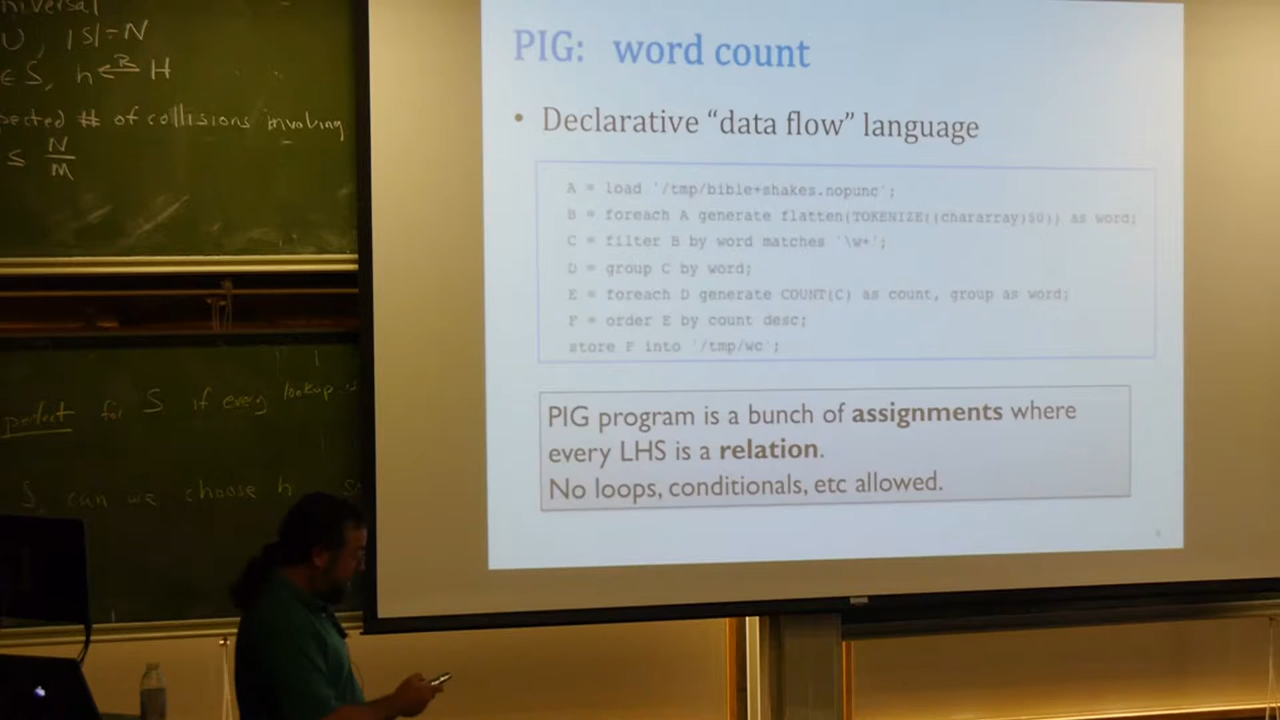 niversal
U, |S|=N
∈ S, h ←R H
pected # of collisions involving
≤ N/M
perfect for S if every lookup is
S, can we choose h
PIG: word count
• Declarative “data flow” language
A = load '/tmp/bible+shakes.nopunc';
B = foreach A generate flatten(TOKENIZE((chararray)$0)) as word;
C = filter B by word matches '\w+';
D = group C by word;
E = foreach D generate COUNT(C) as count, group as word;
F = order E by count desc;
store F into '/tmp/wc';
PIG program is a bunch of assignments where
every LHS is a relation.
No loops, conditionals, etc allowed.